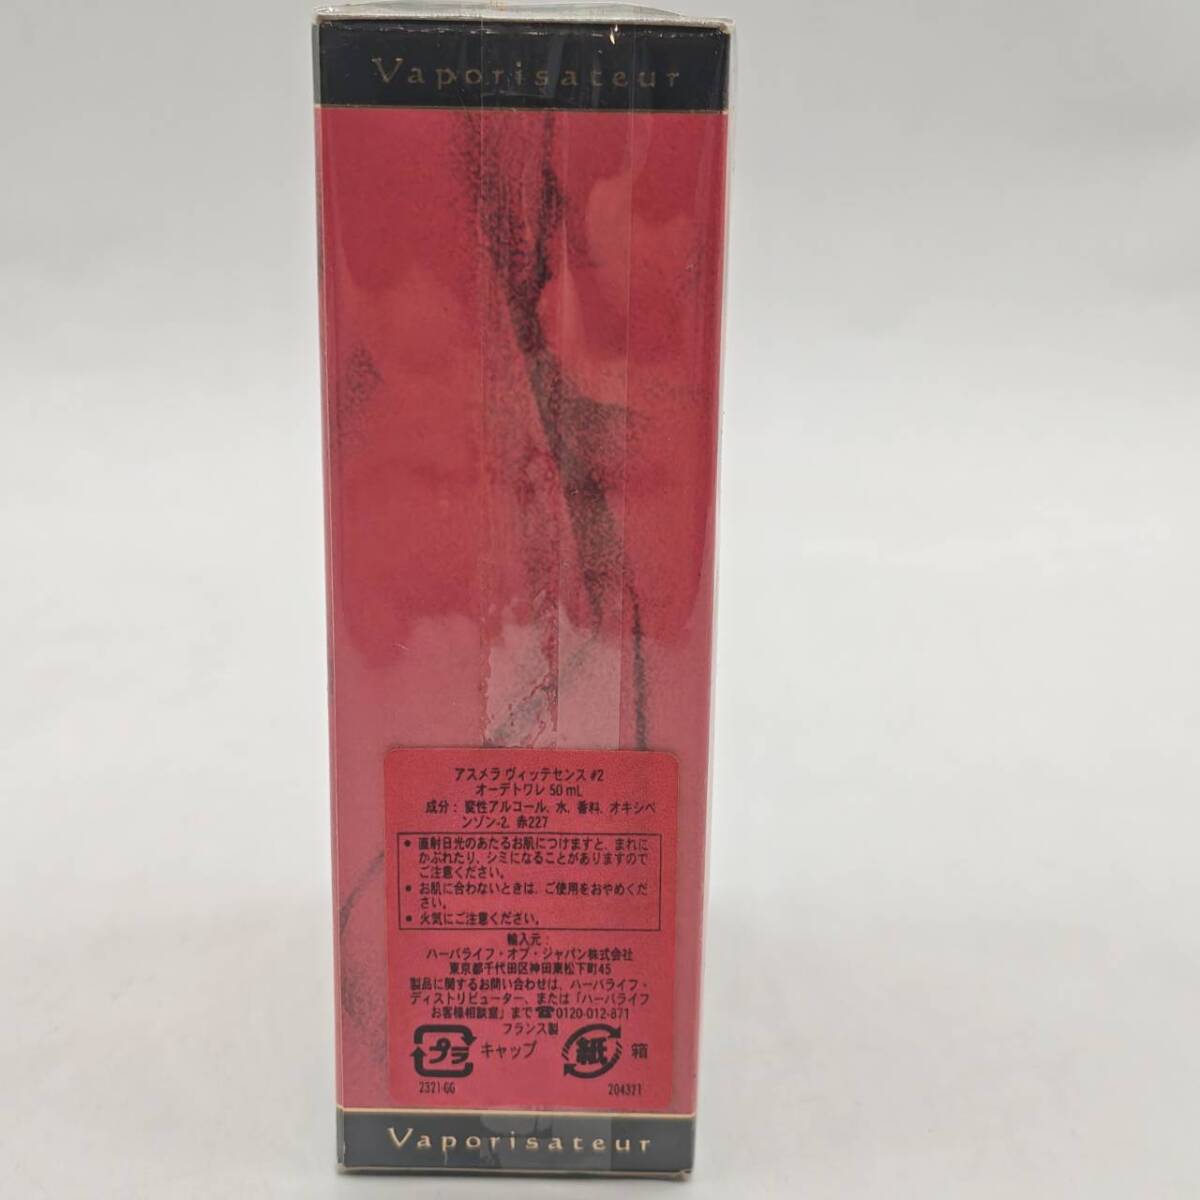 Vaporisateur
アスメラ ヴィッテセンス #2
オーデトワレ 50 mL
成分： 変性アルコール、水、香料、オキシベ
ンゾン-2、赤227
● 直射日光のあたるお肌につけますと、まれに
かぶれたり、シミになることがありますので
ご注意ください。
● お肌に合わないときは、ご使用をおやめくだ
さい。
● 火気にご注意ください。
輸入元：
ハーバライフ・オブ・ジャパン株式会社
東京都千代田区神田東松下町45
製品に関するお問い合わせは、ハーバライフ・
ディストリビューター、または「ハーバライフ
お客様相談室」まで☎0120-012-871
フランス製
プラ キャップ 紙 箱
2321-GG 204321
Vaporisateur